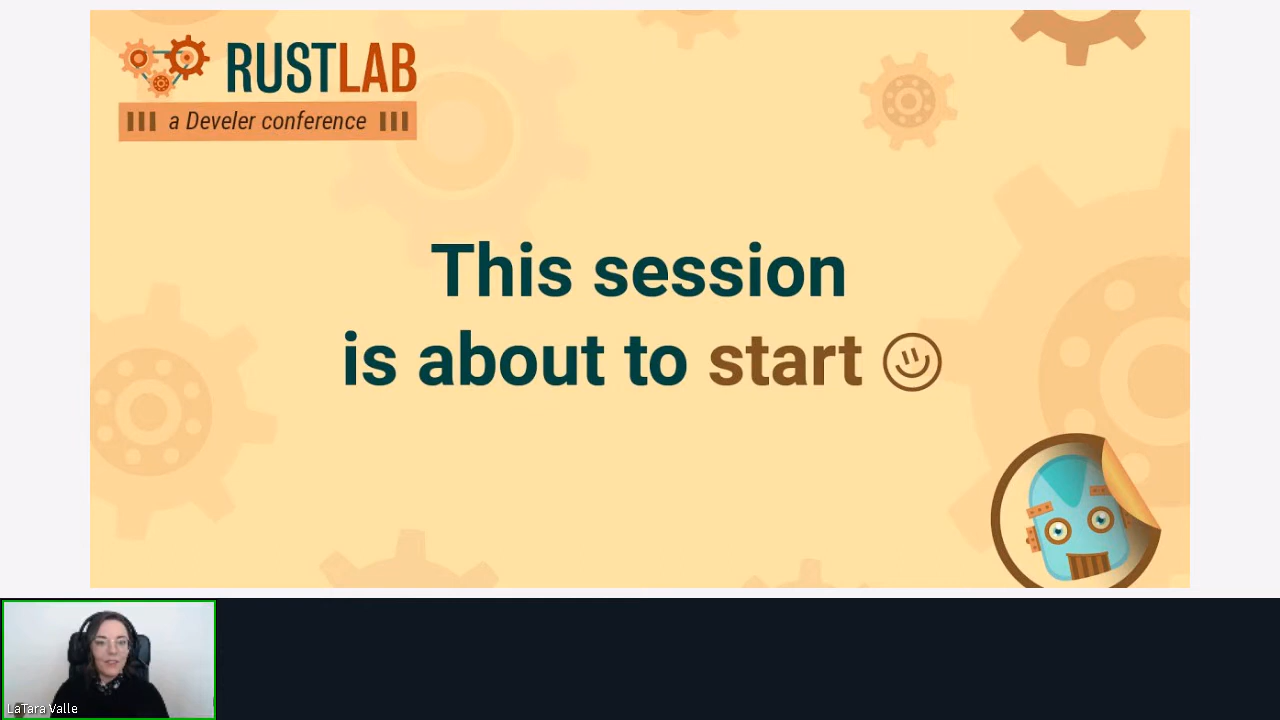 RUSTLAB
a Develer conference
This session
is about to start
LaTara Valle